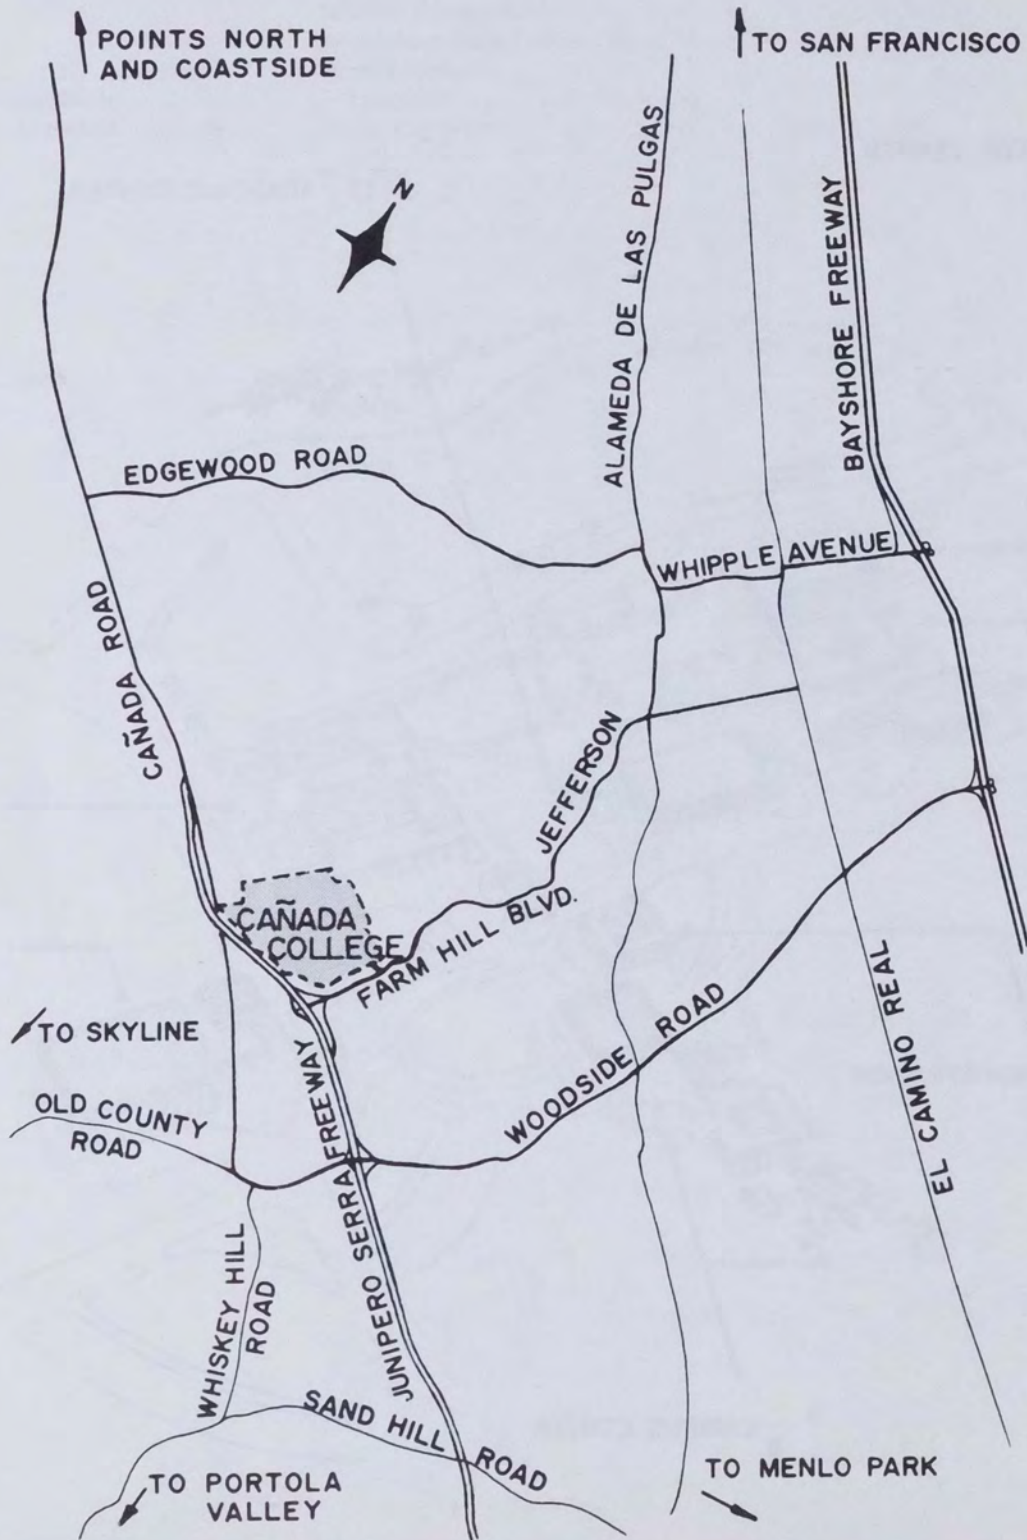 POINTS NORTH
AND COASTSIDE
TO SAN FRANCISCO
N
ALAMEDA DE LAS PULGAS
BAYSHORE FREEWAY
EDGEWOOD ROAD
WHIPPLE AVENUE
CAÑADA ROAD
JEFFERSON
CAÑADA
COLLEGE
FARM HILL BLVD.
TO SKYLINE
OLD COUNTY
ROAD
JUNIPERO SERRA FREEWAY
WOODSIDE ROAD
EL CAMINO REAL
WHISKEY HILL
ROAD
SAND HILL ROAD
TO PORTOLA
VALLEY
TO MENLO PARK